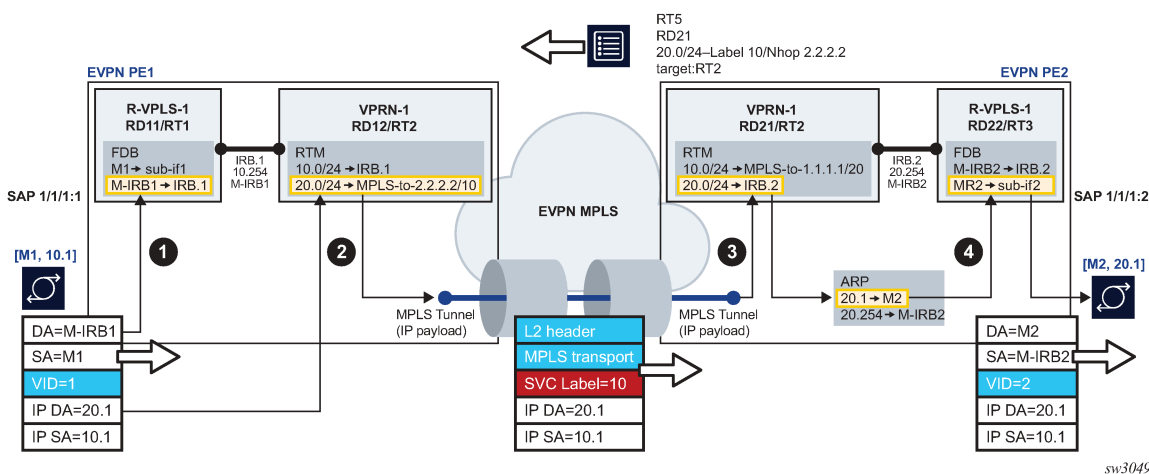 RT5
RD21
20.0/24–Label 10/Nhop 2.2.2.2
target:RT2
EVPN PE1
EVPN PE2
R-VPLS-1
RD11/RT1
FDB
M1➔ sub-if1
M-IRB1 ➔ IRB.1
IRB.1
10.254
M-IRB1
VPRN-1
RD12/RT2
RTM
10.0/24 ➔ IRB.1
20.0/24 ➔ MPLS-to-2.2.2.2/10
VPRN-1
RD21/RT2
RTM
10.0/24 ➔ MPLS-to-1.1.1.1/20
20.0/24 ➔ IRB.2
IRB.2
20.254
M-IRB2
R-VPLS-1
RD22/RT3
FDB
M-IRB2 ➔ IRB.2
MR2 ➔ sub-if2
SAP 1/1/1:1
SAP 1/1/1:2
EVPN MPLS
1
2
3
4
[M1, 10.1]
[M2, 20.1]
ARP
20.1 ➔ M2
20.254 ➔ M-IRB2
MPLS Tunnel
(IP payload)
MPLS Tunnel
(IP payload)
DA=M-IRB1
SA=M1
VID=1
IP DA=20.1
IP SA=10.1
L2 header
MPLS transport
SVC Label=10
IP DA=20.1
IP SA=10.1
DA=M2
SA=M-IRB2
VID=2
IP DA=20.1
IP SA=10.1
sw3049